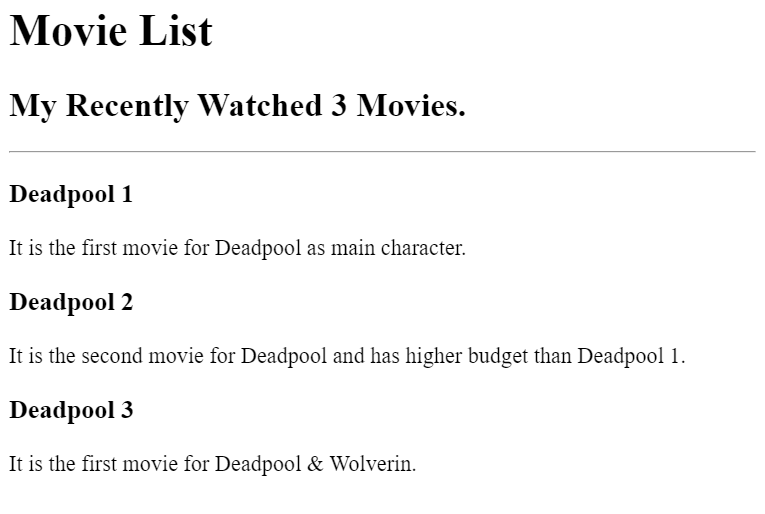 Movie List
My Recently Watched 3 Movies.
Deadpool 1
It is the first movie for Deadpool as main character.
Deadpool 2
It is the second movie for Deadpool and has higher budget than Deadpool 1.
Deadpool 3
It is the first movie for Deadpool & Wolverin.